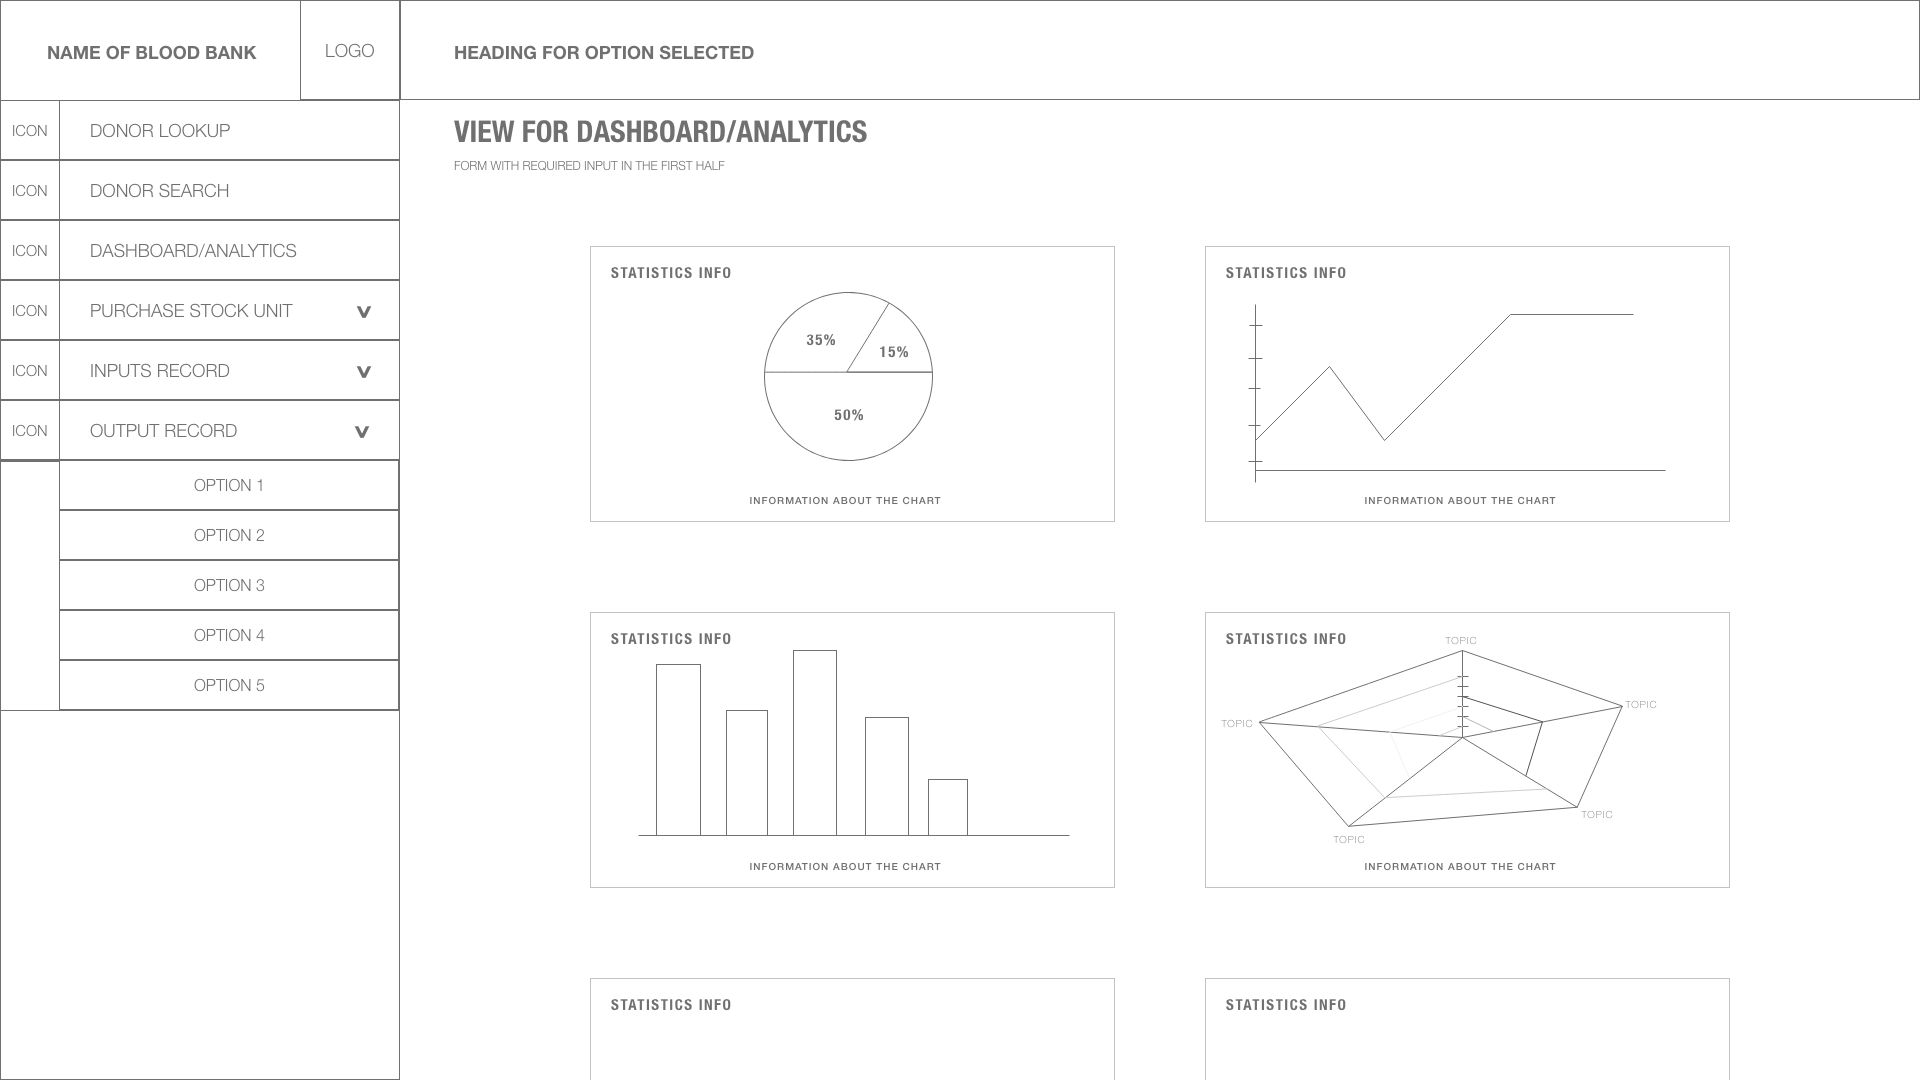 NAME OF BLOOD BANK
LOGO
HEADING FOR OPTION SELECTED
ICON DONOR LOOKUP
ICON DONOR SEARCH
ICON DASHBOARD/ANALYTICS
ICON PURCHASE STOCK UNIT V
ICON INPUTS RECORD V
ICON OUTPUT RECORD V
OPTION 1
OPTION 2
OPTION 3
OPTION 4
OPTION 5
VIEW FOR DASHBOARD/ANALYTICS
FORM WITH REQUIRED INPUT IN THE FIRST HALF
STATISTICS INFO
35%
15%
50%
INFORMATION ABOUT THE CHART
STATISTICS INFO
INFORMATION ABOUT THE CHART
STATISTICS INFO
INFORMATION ABOUT THE CHART
STATISTICS INFO
TOPIC
TOPIC
TOPIC
TOPIC
TOPIC
INFORMATION ABOUT THE CHART
STATISTICS INFO
STATISTICS INFO